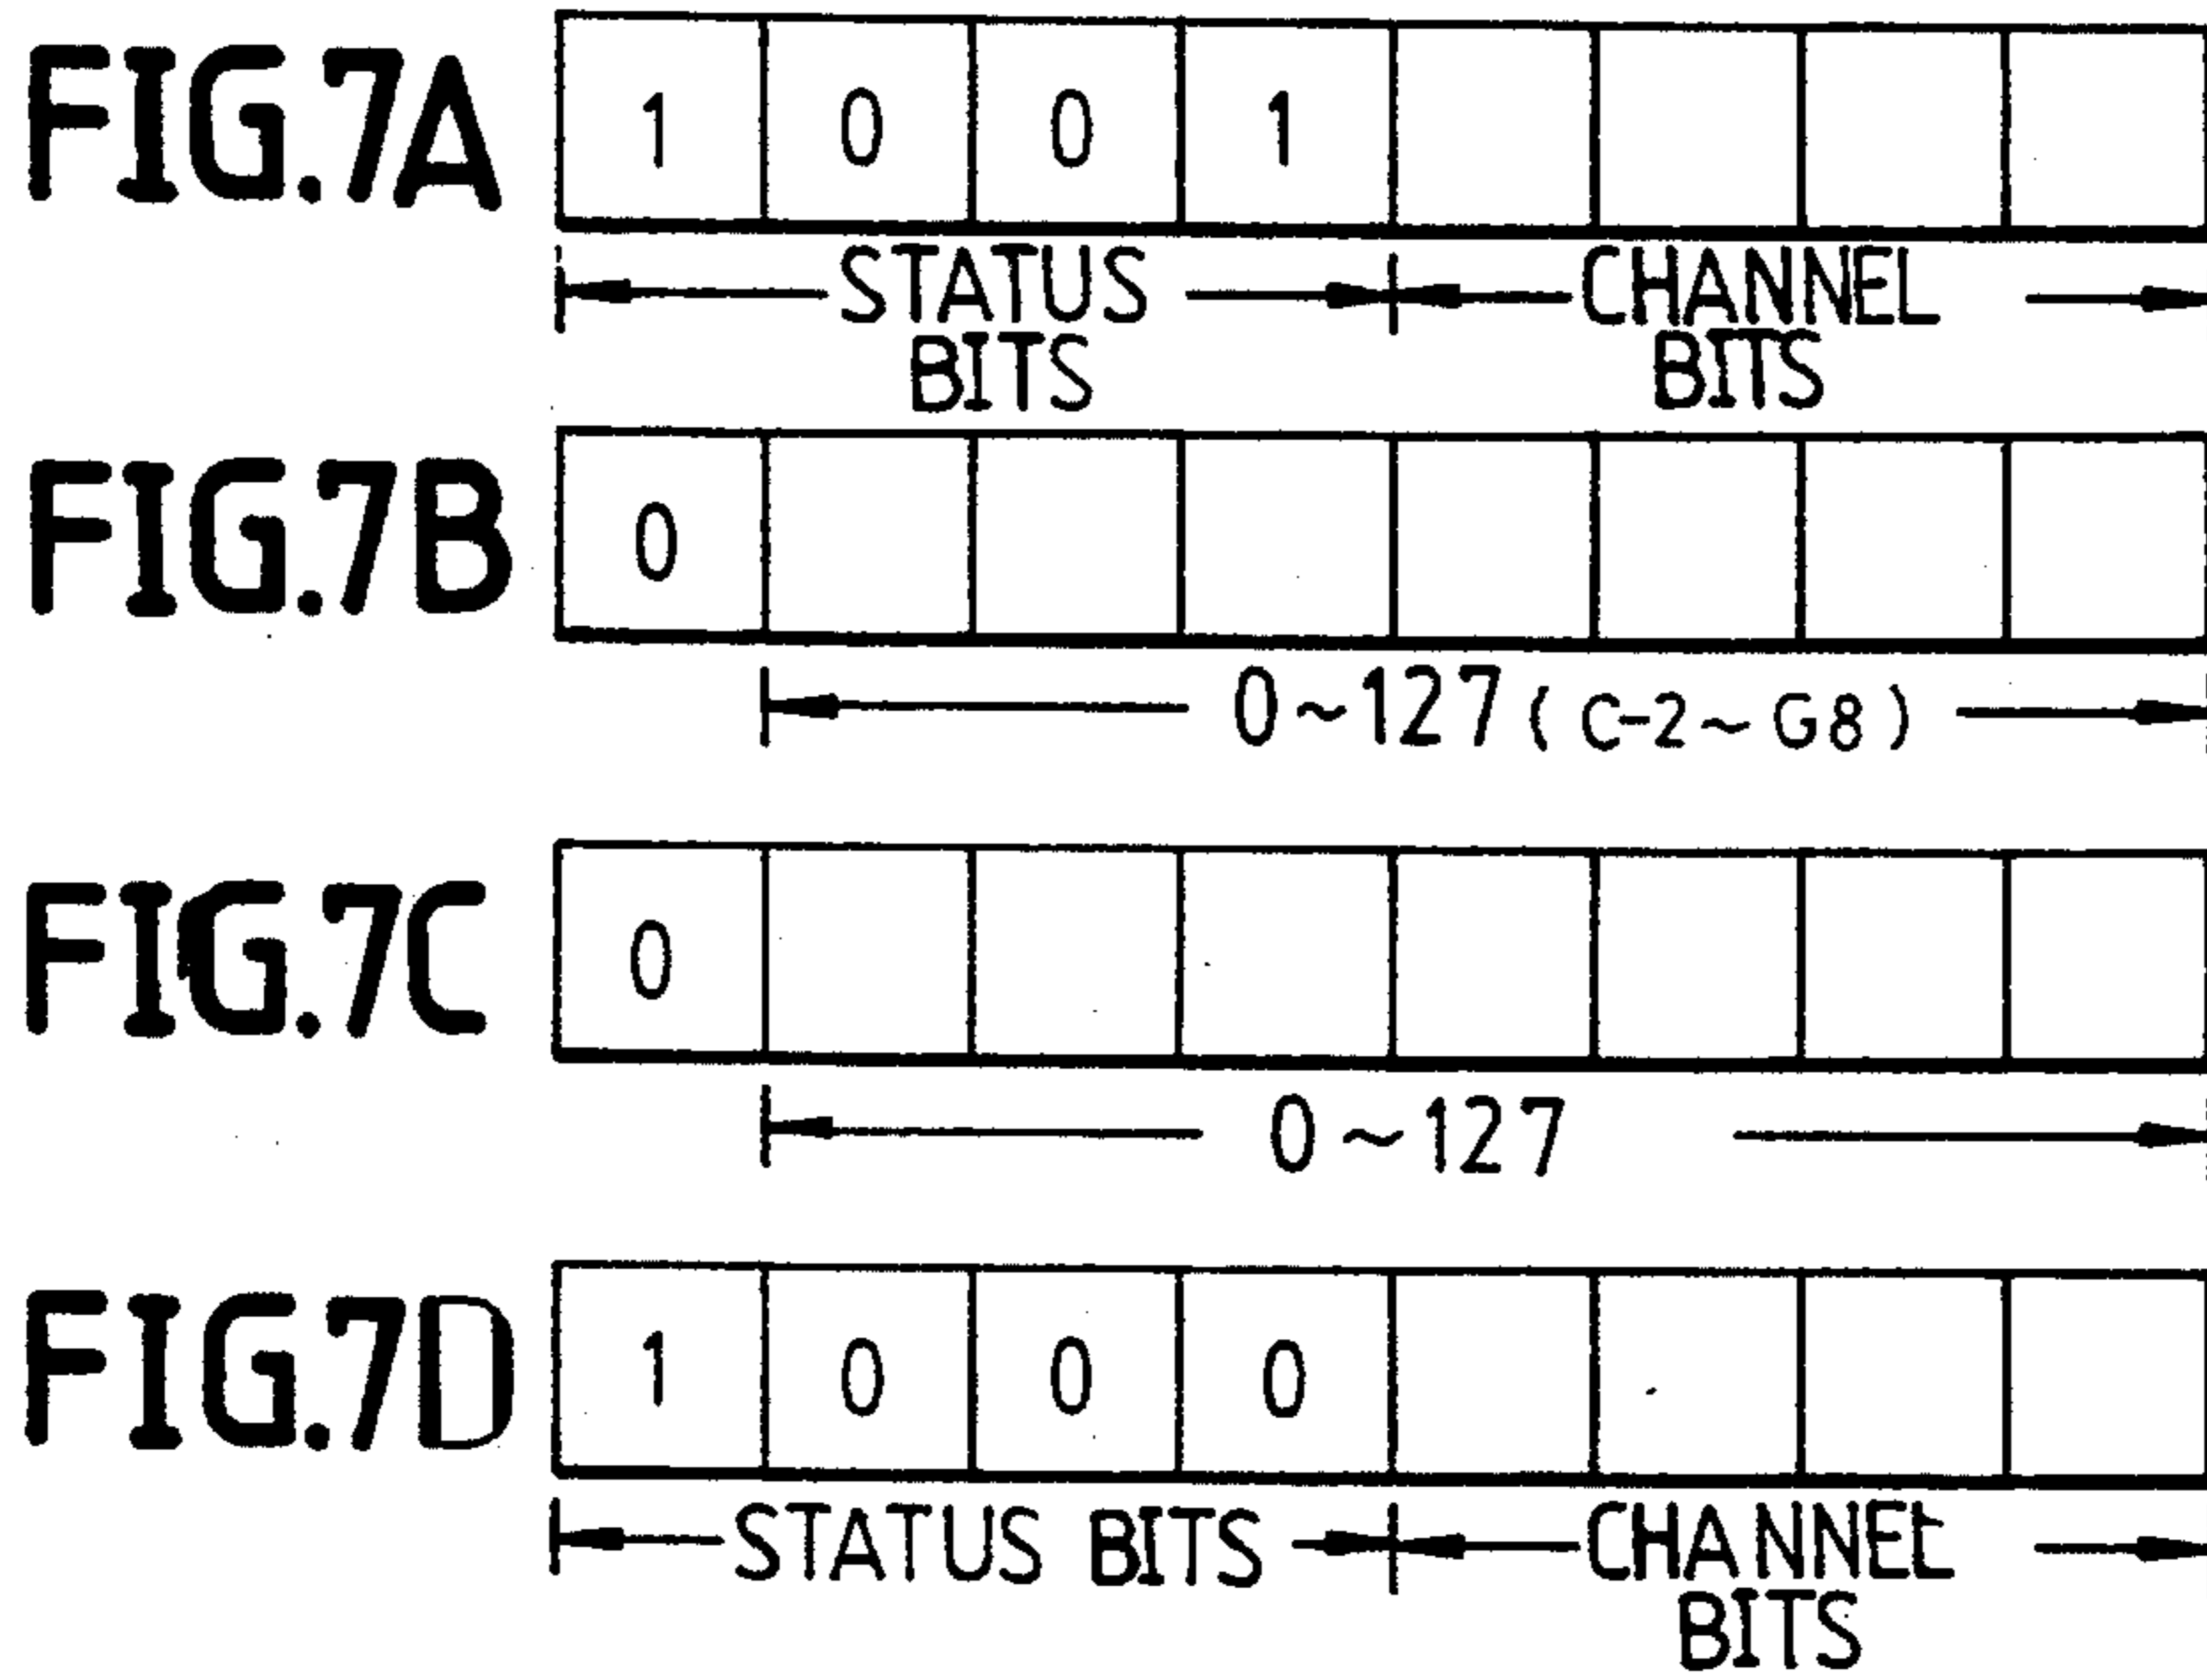 FIG.7A 1 0 0 1
STATUS CHANNEL
BITS BITS
FIG.7B 0
0~127 (C-2~G8)
FIG.7C 0
0~127
FIG.7D 1 0 0 0
STATUS BITS CHANNEL
BITS